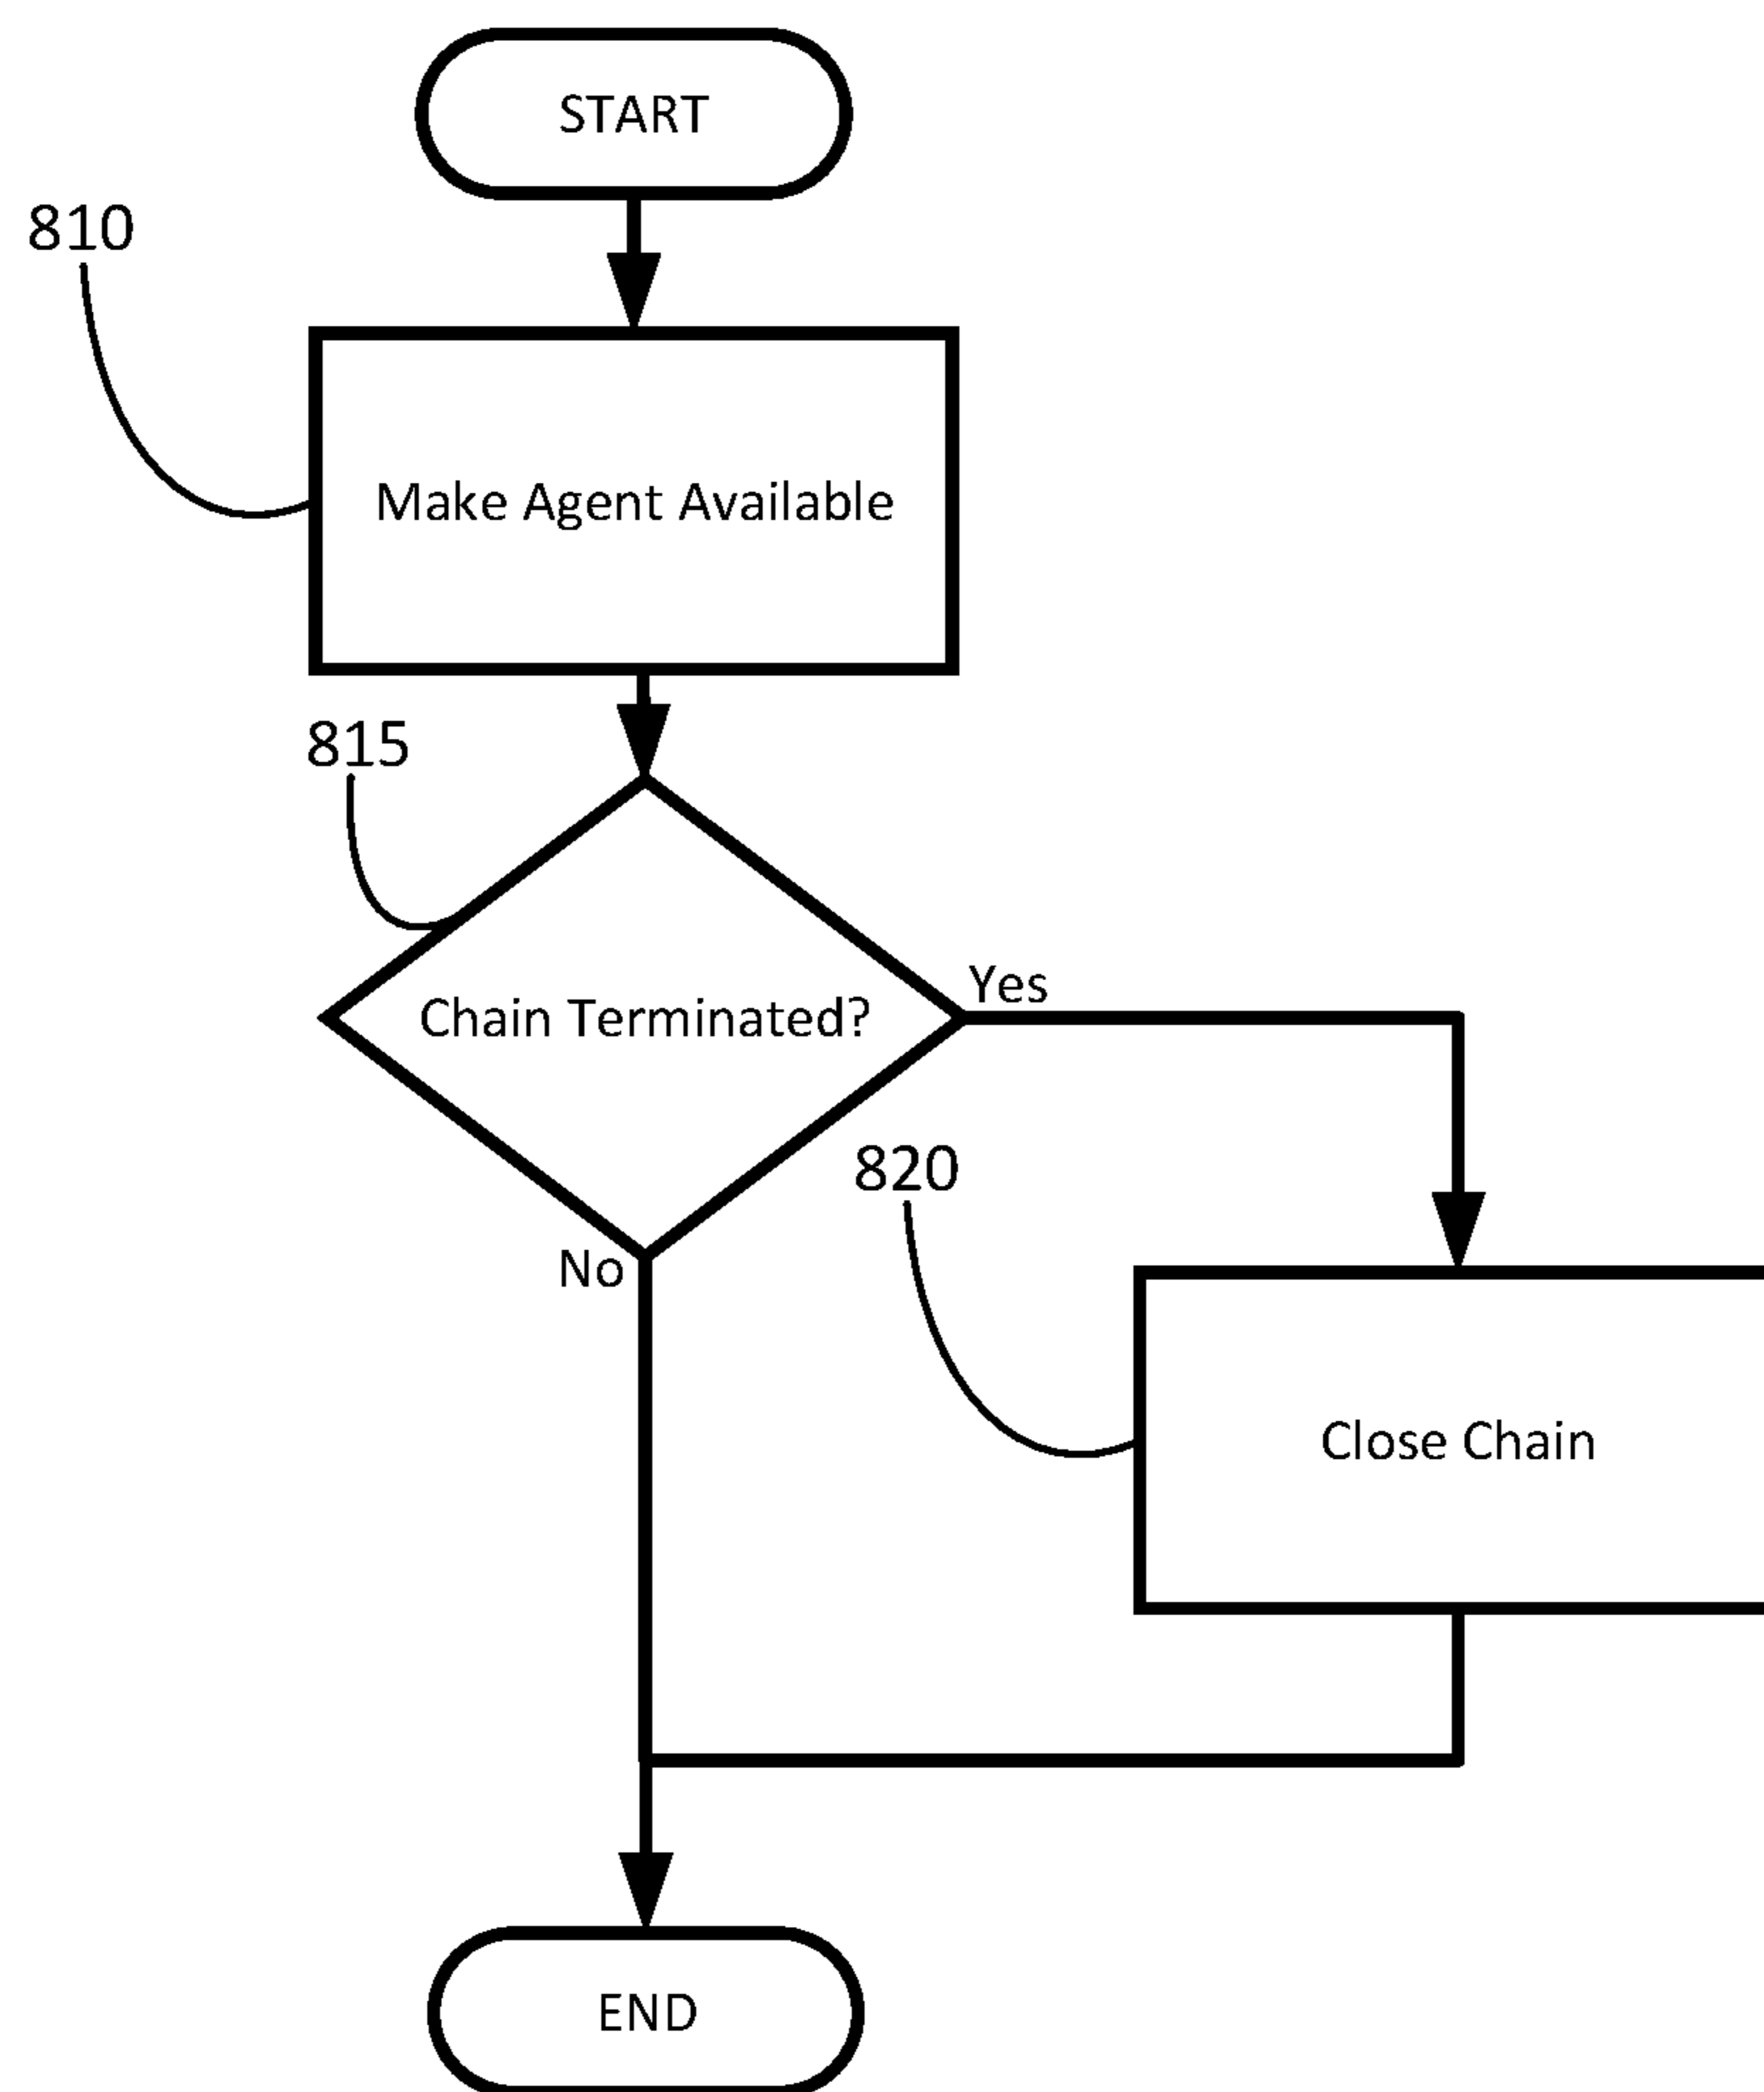 START
810
Make Agent Available
815
Chain Terminated?
Yes
820
No
Close Chain
END